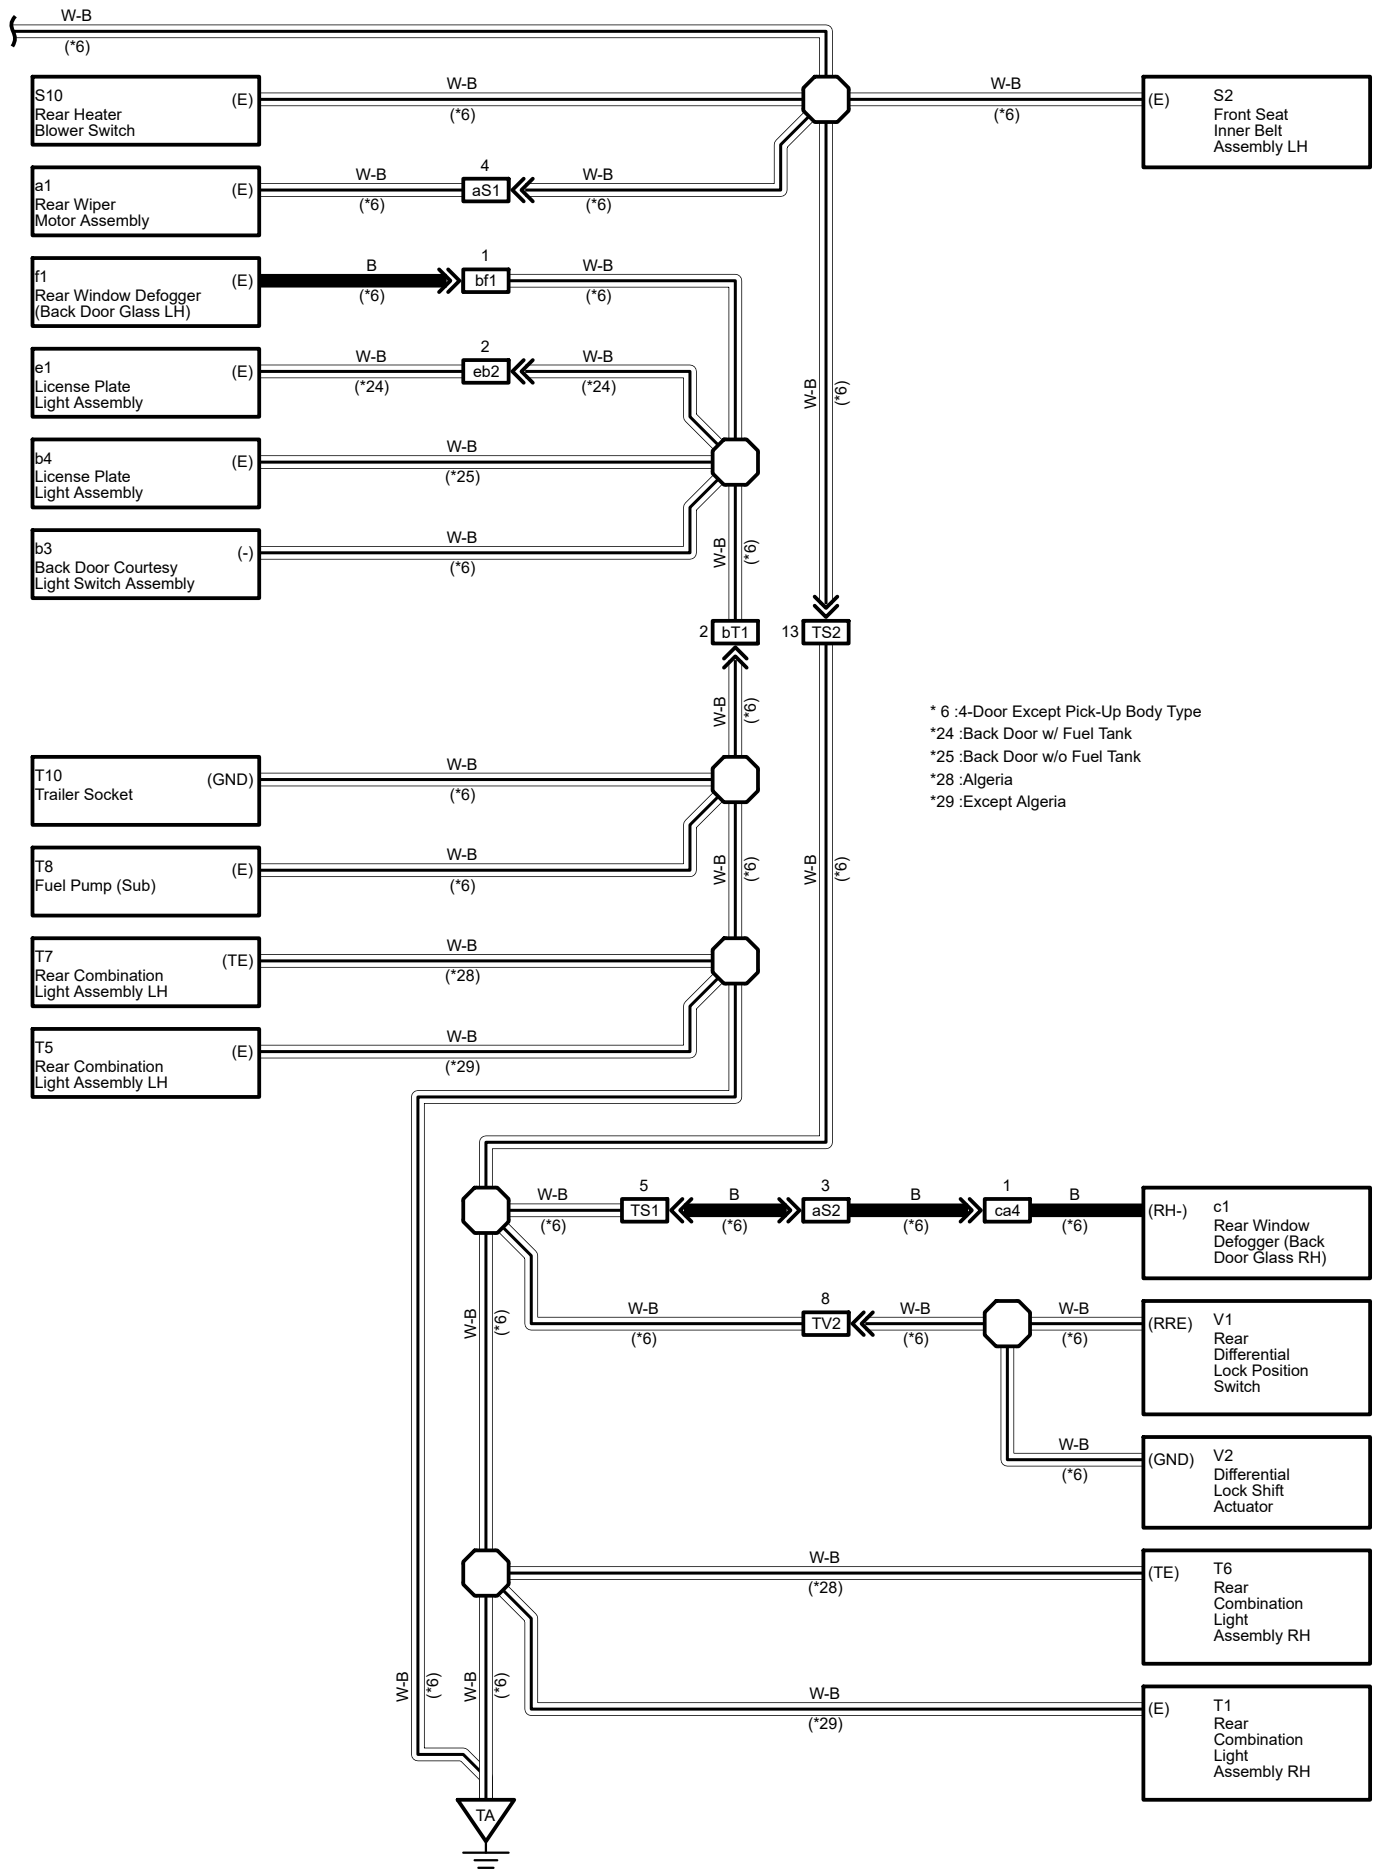 W-B
(*6)
S10
(E)
Rear Heater
Blower Switch
W-B
(*6)
W-B
(*6)
(E)
S2
Front Seat
Inner Belt
Assembly LH
a1
(E)
Rear Wiper
Motor Assembly
W-B
(*6)
4
aS1
W-B
(*6)
f1
(E)
Rear Window Defogger
(Back Door Glass LH)
B
(*6)
1
bf1
W-B
(*6)
e1
(E)
License Plate
Light Assembly
W-B
(*24)
2
eb2
W-B
(*24)
W-B
(*6)
b4
(E)
License Plate
Light Assembly
W-B
(*25)
b3
(-)
Back Door Courtesy
Light Switch Assembly
W-B
(*6)
W-B
(*6)
2 bT1
13 TS2
W-B
(*6)
* 6 :4-Door Except Pick-Up Body Type
*24 :Back Door w/ Fuel Tank
*25 :Back Door w/o Fuel Tank
*28 :Algeria
*29 :Except Algeria
T10
(GND)
Trailer Socket
W-B
(*6)
T8
(E)
Fuel Pump (Sub)
W-B
(*6)
W-B
(*6)
W-B
(*6)
T7
(TE)
Rear Combination
Light Assembly LH
W-B
(*28)
T5
(E)
Rear Combination
Light Assembly LH
W-B
(*29)
W-B
(*6)
5
TS1
B
(*6)
3
aS2
B
(*6)
1
ca4
B
(*6)
(RH-)
c1
Rear Window
Defogger (Back
Door Glass RH)
W-B
(*6)
W-B
(*6)
8
TV2
W-B
(*6)
W-B
(*6)
(RRE)
V1
Rear
Differential
Lock Position
Switch
W-B
(*6)
(GND)
V2
Differential
Lock Shift
Actuator
W-B
(*28)
(TE)
T6
Rear
Combination
Light
Assembly RH
W-B
(*6)
W-B
(*6)
W-B
(*29)
(E)
T1
Rear
Combination
Light
Assembly RH
TA